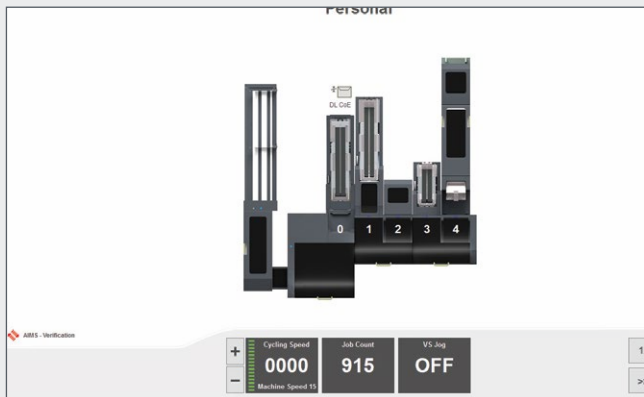 Personal
DL CoE
0 1 2 3 4
AIMS - Verification
+
Cycling Speed
0000
Machine Speed 15
−
Job Count
915
VS Jog
OFF
1
>>